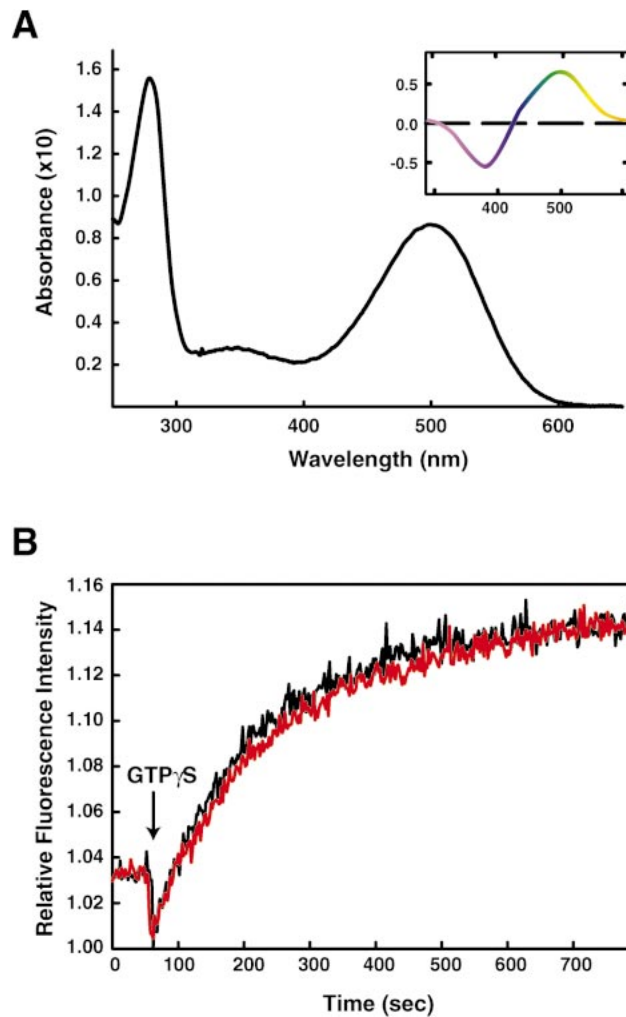 A
Absorbance (x10)
1.6
1.4
1.2
1.0
0.8
0.6
0.4
0.2
300 400 500 600
Wavelength (nm)
0.5
0.0
-0.5
400 500
B
Relative Fluorescence Intensity
1.16
1.14
1.12
1.10
1.08
1.06
1.04
1.02
1.00
GTPγS
0 100 200 300 400 500 600 700
Time (sec)